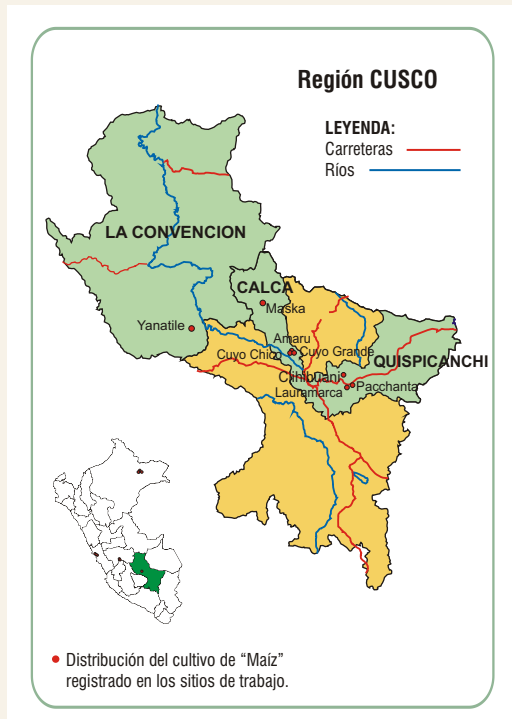 Región CUSCO
LEYENDA:
Carreteras
Ríos
LA CONVENCION
CALCA
Maska
Yanatile
Amaru
Cuyo Chico
Cuyo Grande
QUISPICANCHI
Lauramarca
Pacchanta
Distribución del cultivo de “Maíz”
registrado en los sitios de trabajo.